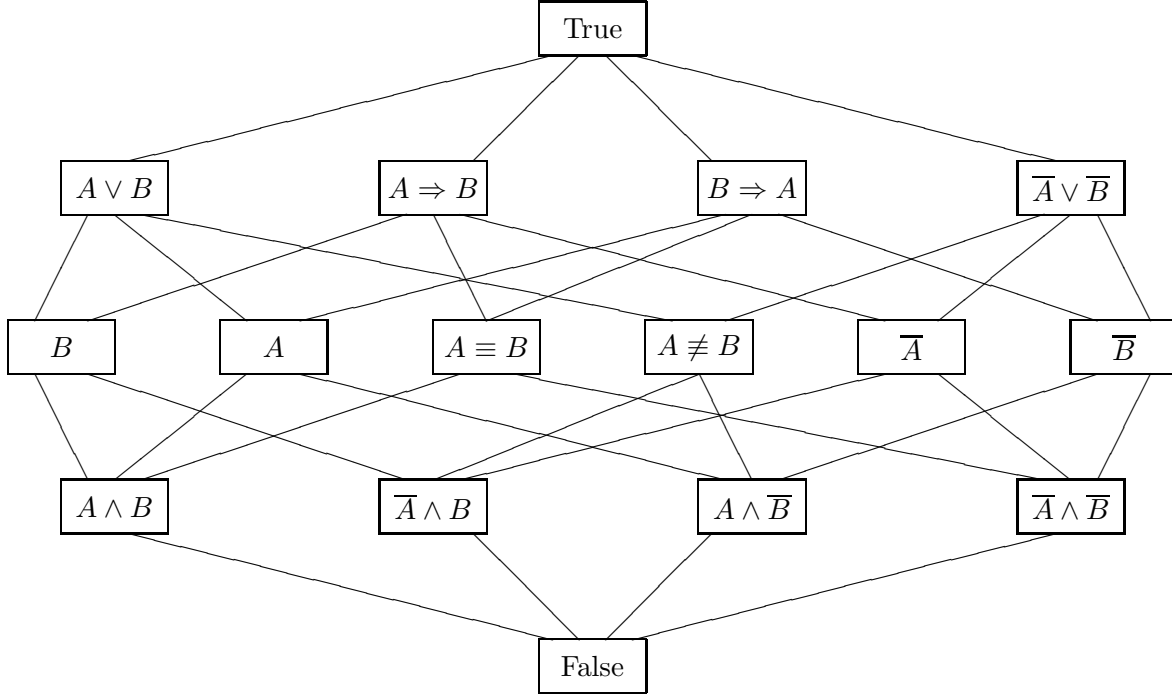 True
A ∨ B A ⇒ B B ⇒ A A̅ ∨ B̅
B A A ≡ B A ≢ B A̅ B̅
A ∧ B A̅ ∧ B A ∧ B̅ A̅ ∧ B̅
False